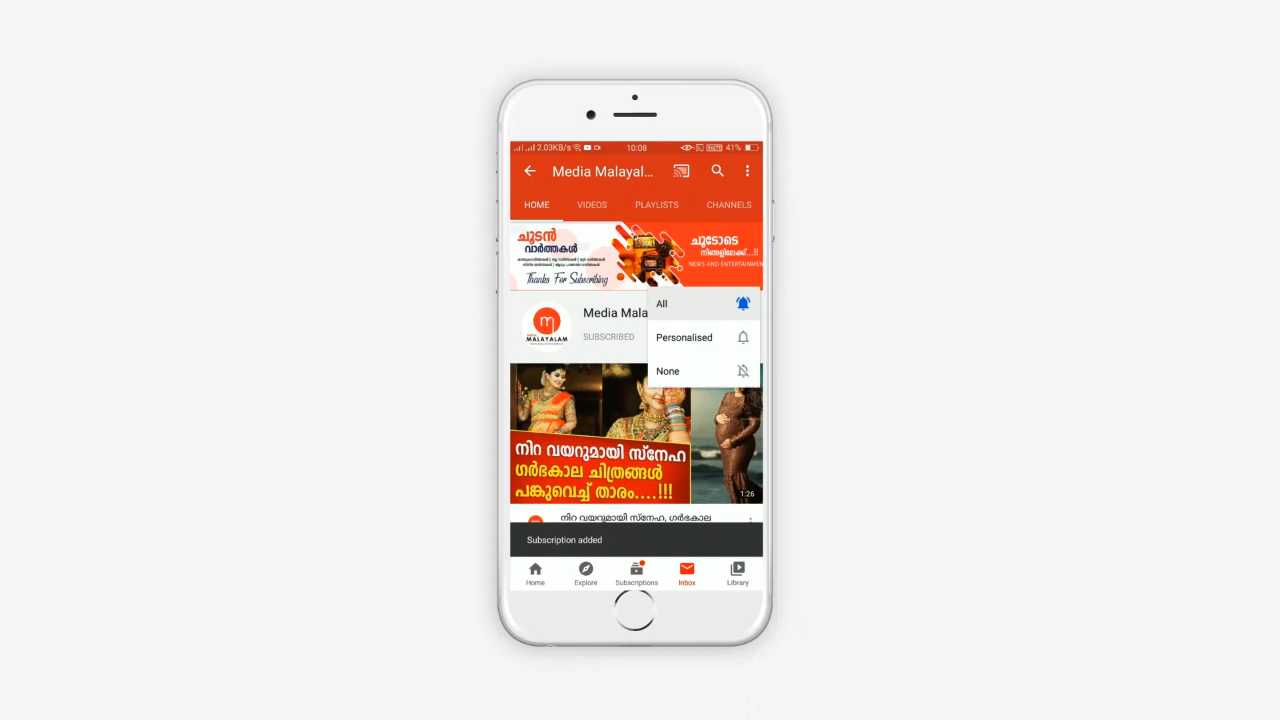 2.03KB/s 10:08 41%
Media Malayal...
HOME VIDEOS PLAYLISTS CHANNELS
ചൂടൻ
വാർത്തകൾ
Thanks For Subscribing
ചൂടോടെ
നിങ്ങളിലേക്ക്...!!
NEWS AND ENTERTAINMEN
Media Mala
SUBSCRIBED
MALAYALAM
All
Personalised
None
നിറ വയറുമായി സ്നേഹ
ഗർഭകാല ചിത്രങ്ങൾ
പങ്കുവെച്ച് താരം....!!!
1:26
നിറ വയറുമായി സ്നേഹ, ഗർഭകാല
Subscription added
Home Explore Subscriptions Inbox Library